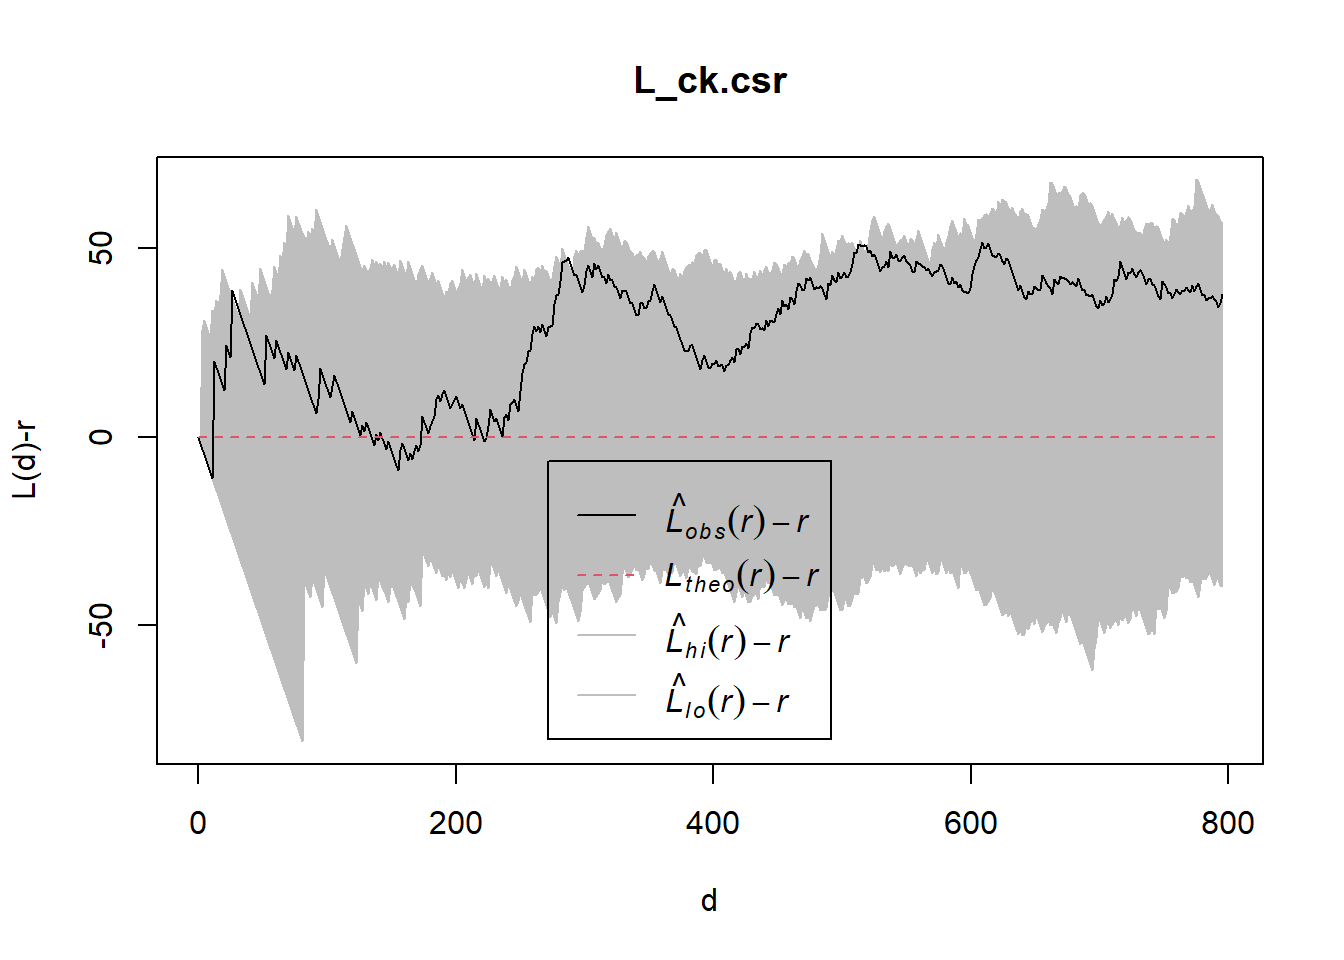 L_ck.csr
L(d)-r
50
0
-50
L̂obs(r) − r
Ltheo(r) − r
L̂hi(r) − r
L̂lo(r) − r
0 200 400 600 800
d